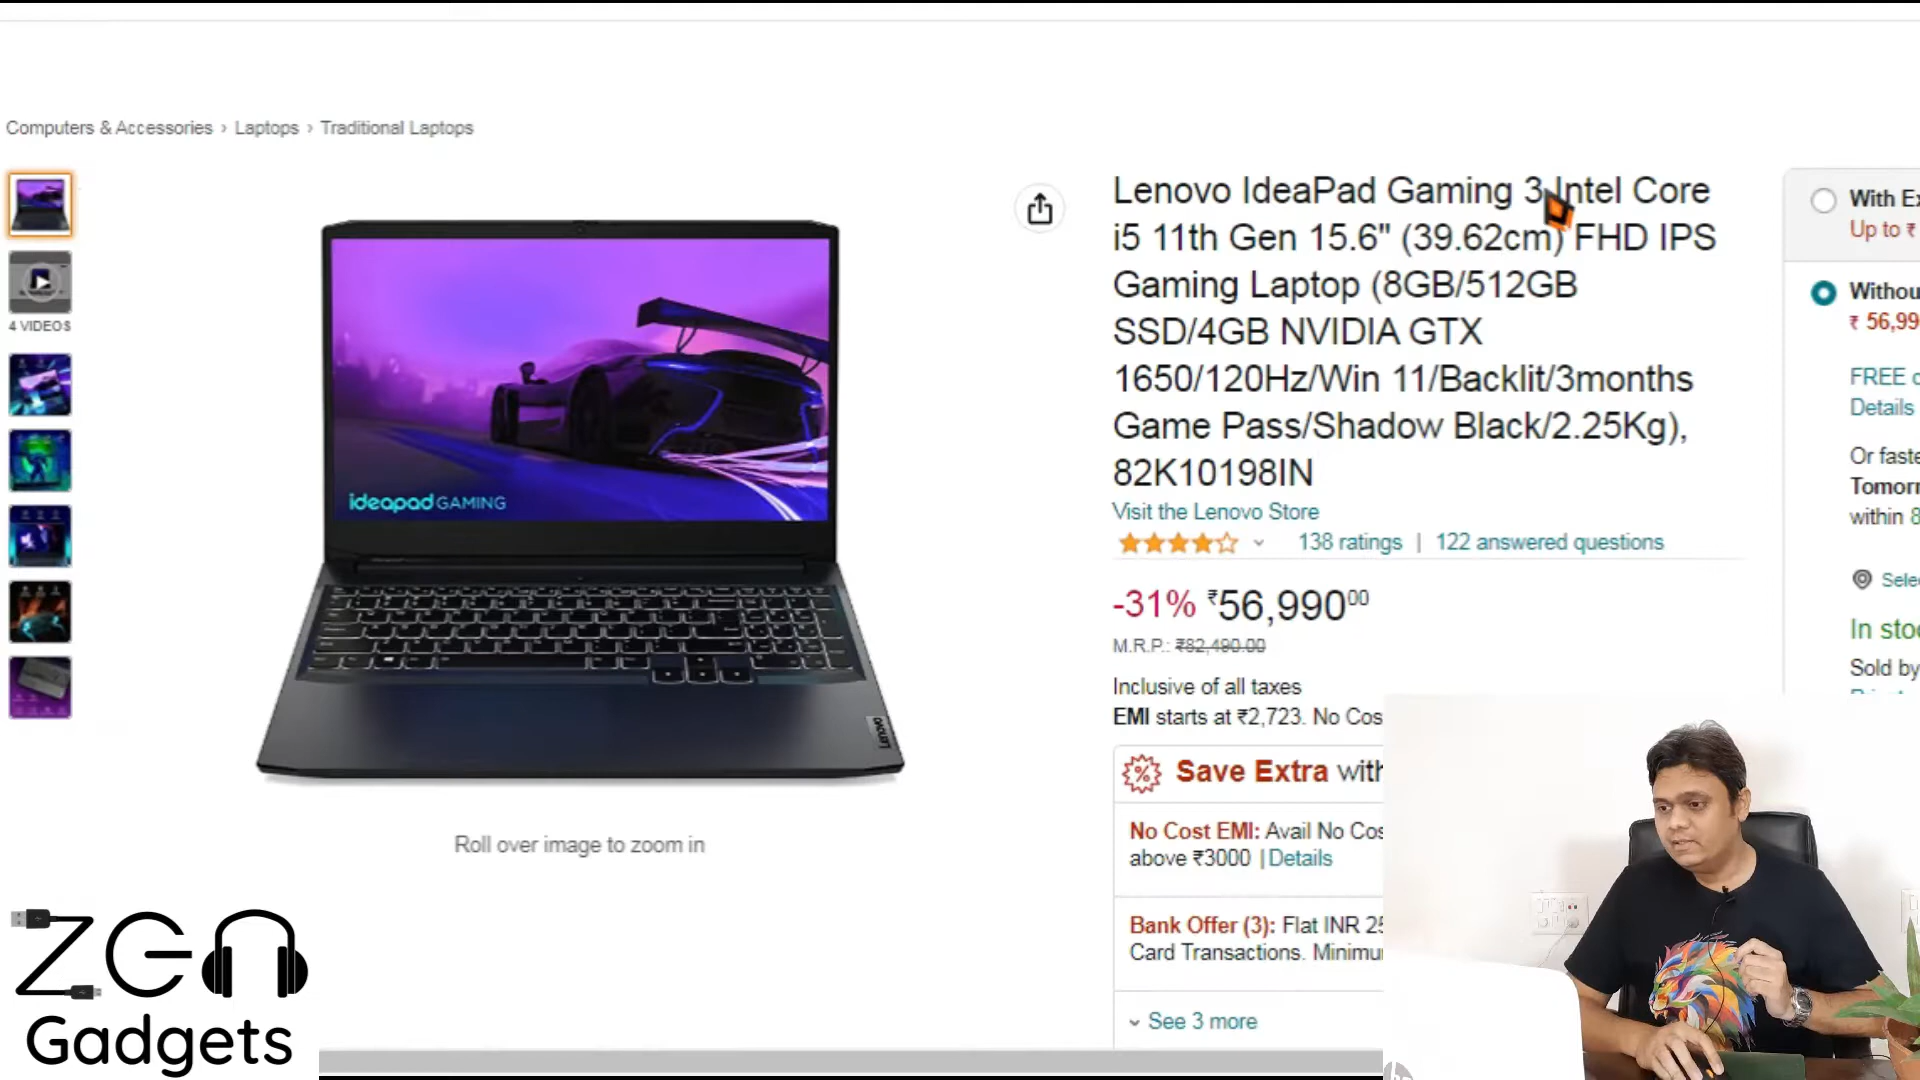 Computers & Accessories › Laptops › Traditional Laptops
4 VIDEOS
ideapad GAMING
Lenovo
Roll over image to zoom in
Lenovo IdeaPad Gaming 3 Intel Core
i5 11th Gen 15.6" (39.62cm) FHD IPS
Gaming Laptop (8GB/512GB
SSD/4GB NVIDIA GTX
1650/120Hz/Win 11/Backlit/3months
Game Pass/Shadow Black/2.25Kg),
82K10198IN
Visit the Lenovo Store
138 ratings | 122 answered questions
-31% ₹56,99000
M.R.P.: ₹82,490.00
Inclusive of all taxes
EMI starts at ₹2,723. No Cos
Save Extra with
No Cost EMI: Avail No Cos
above ₹3000 | Details
Bank Offer (3): Flat INR 25
Card Transactions. Minimu
See 3 more
With Ex
Up to ₹
Withou
₹ 56,99
FREE
Details
Or faste
Tomorr
within 8
Sele
In sto
Sold by
ZGN
Gadgets